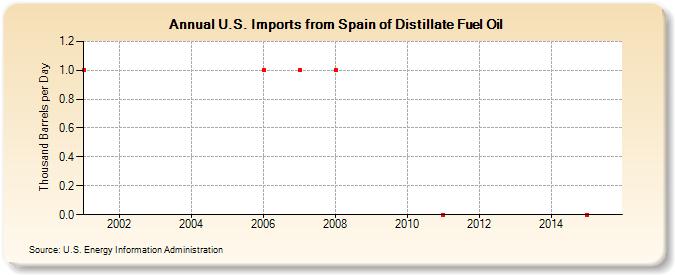 Annual U.S. Imports from Spain of Distillate Fuel Oil
Thousand Barrels per Day
1.2
1.0
0.8
0.6
0.4
0.2
0.0
2002 2004 2006 2008 2010 2012 2014
Source: U.S. Energy Information Administration